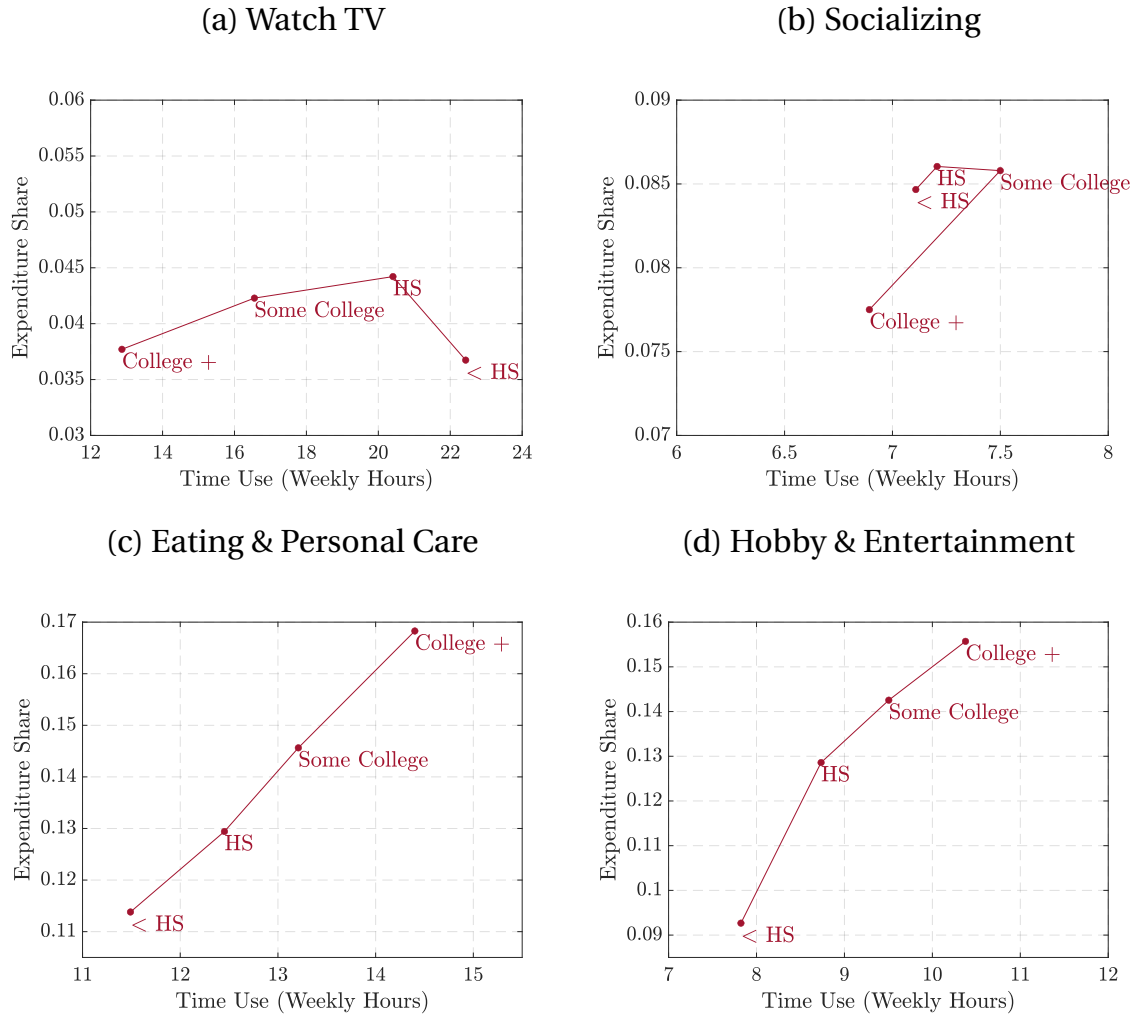 (a) Watch TV
0.06
0.055
0.05
0.045
0.04
0.035
0.03
Expenditure Share
HS
Some College
College +
< HS
12 14 16 18 20 22 24
Time Use (Weekly Hours)
(b) Socializing
0.09
0.085
0.08
0.075
0.07
Expenditure Share
HS
Some College
< HS
College +
6 6.5 7 7.5 8
Time Use (Weekly Hours)
(c) Eating & Personal Care
0.17
0.16
0.15
0.14
0.13
0.12
0.11
Expenditure Share
College +
Some College
HS
< HS
11 12 13 14 15
Time Use (Weekly Hours)
(d) Hobby & Entertainment
0.16
0.15
0.14
0.13
0.12
0.11
0.1
0.09
Expenditure Share
College +
Some College
HS
< HS
7 8 9 10 11 12
Time Use (Weekly Hours)